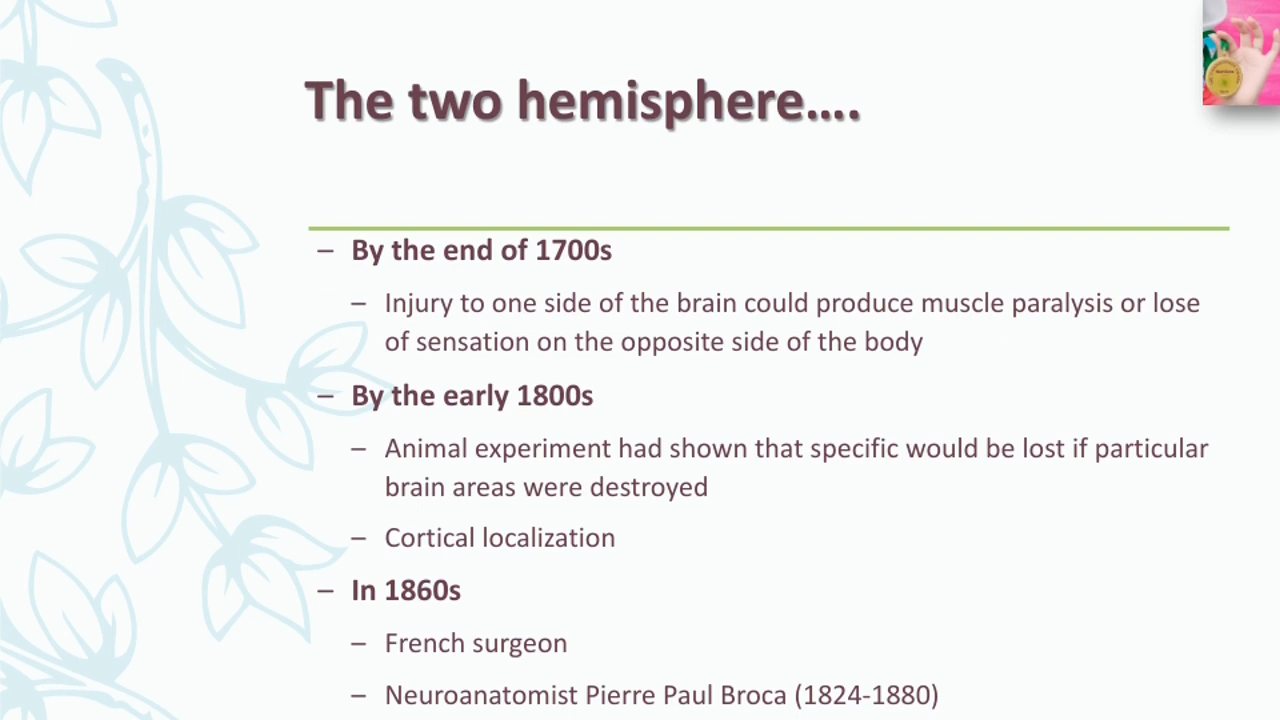 The two hemisphere....
– By the end of 1700s
– Injury to one side of the brain could produce muscle paralysis or lose
of sensation on the opposite side of the body
– By the early 1800s
– Animal experiment had shown that specific would be lost if particular
brain areas were destroyed
– Cortical localization
– In 1860s
– French surgeon
– Neuroanatomist Pierre Paul Broca (1824-1880)